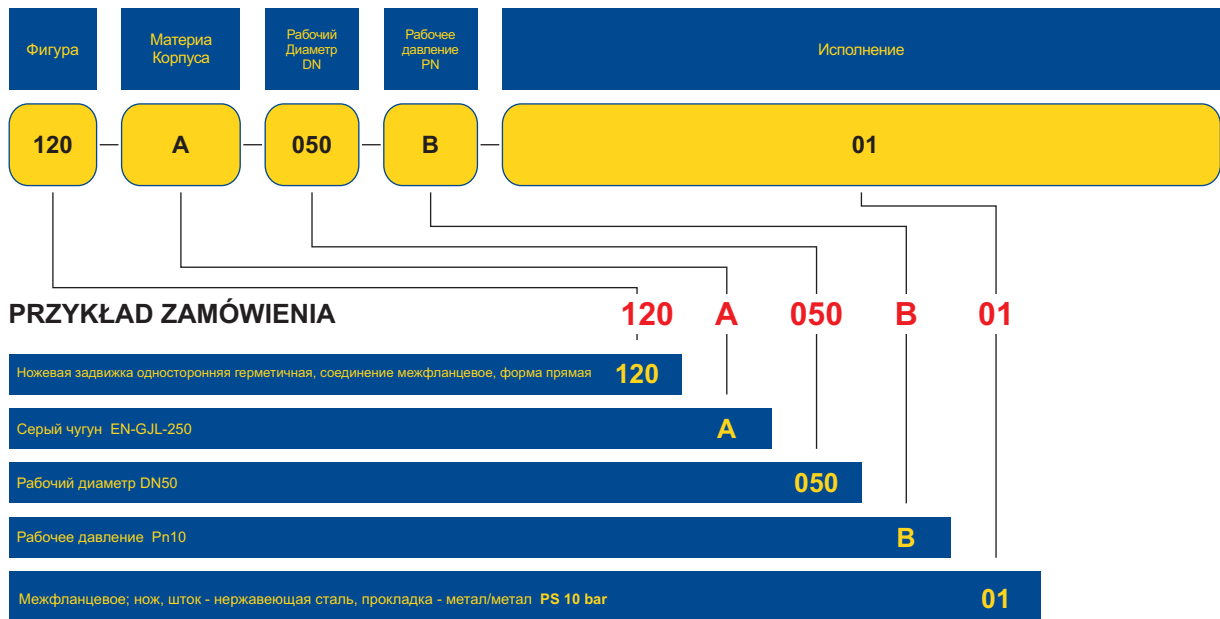 Фигура
Материа
Корпуса
Рабочий
Диаметр
DN
Рабочее
давление
PN
Исполнение
120
A
050
B
01
PRZYKŁAD ZAMÓWIENIA
120 A 050 B 01
Ножевая задвижка односторонняя герметичная, соединение межфланцевое, форма прямая 120
Серый чугун EN-GJL-250 A
Рабочий диаметр DN50 050
Рабочее давление Pn10 B
Межфланцевое; нож, шток - нержавеющая сталь, прокладка - метал/метал PS 10 bar 01